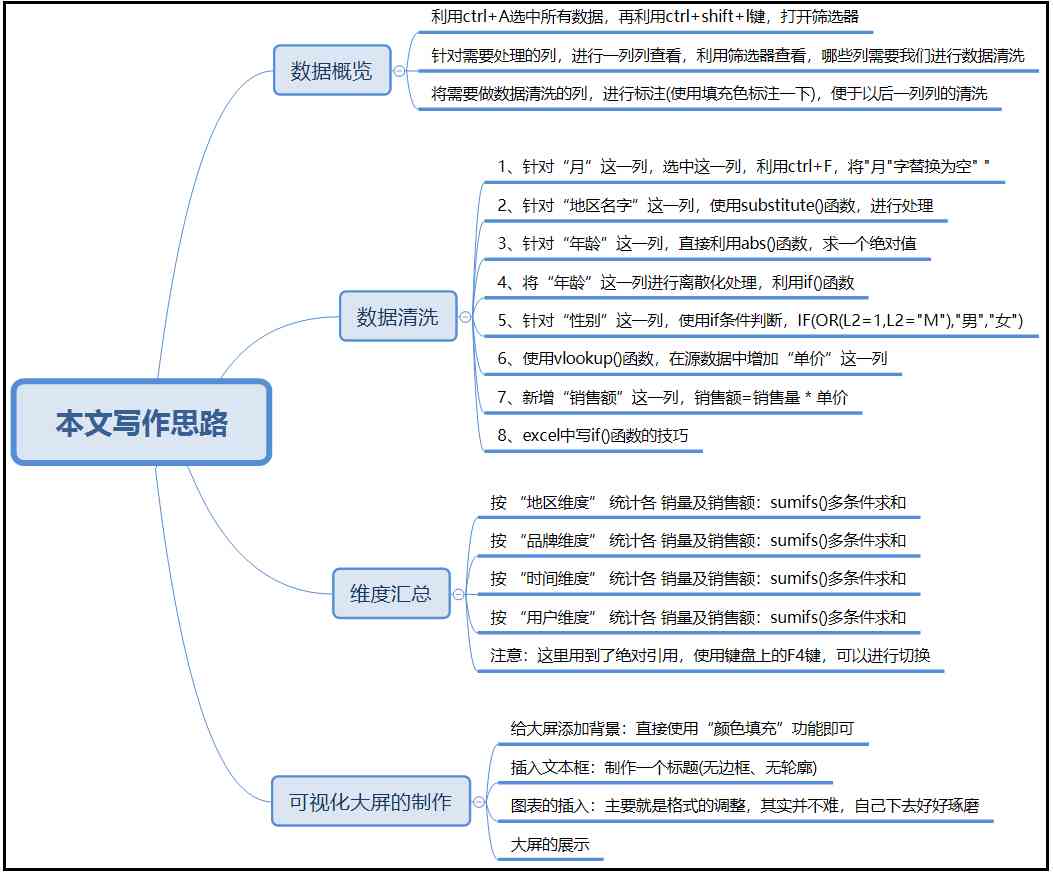 本文写作思路
数据概览
利用ctrl+A选中所有数据，再利用ctrl+shift+l键，打开筛选器
针对需要处理的列，进行一列列查看，利用筛选器查看，哪些列需要我们进行数据清洗
将需要做数据清洗的列，进行标注(使用填充色标注一下)，便于以后一列列的清洗
数据清洗
1、针对“月”这一列，选中这一列，利用ctrl+F，将"月"字替换为空" "
2、针对“地区名字”这一列，使用substitute()函数，进行处理
3、针对“年龄”这一列，直接利用abs()函数，求一个绝对值
4、将“年龄”这一列进行离散化处理，利用if()函数
5、针对“性别”这一列，使用if条件判断，IF(OR(L2=1,L2="M"),"男","女")
6、使用vlookup()函数，在源数据中增加“单价”这一列
7、新增“销售额”这一列，销售额=销售量 * 单价
8、excel中写if()函数的技巧
维度汇总
按 “地区维度” 统计各 销量及销售额：sumifs()多条件求和
按 “品牌维度” 统计各 销量及销售额：sumifs()多条件求和
按 “时间维度” 统计各 销量及销售额：sumifs()多条件求和
按 “用户维度” 统计各 销量及销售额：sumifs()多条件求和
注意：这里用到了绝对引用，使用键盘上的F4键，可以进行切换
可视化大屏的制作
给大屏添加背景：直接使用“颜色填充”功能即可
插入文本框：制作一个标题(无边框、无轮廓)
图表的插入：主要就是格式的调整，其实并不难，自己下去好好琢磨
大屏的展示